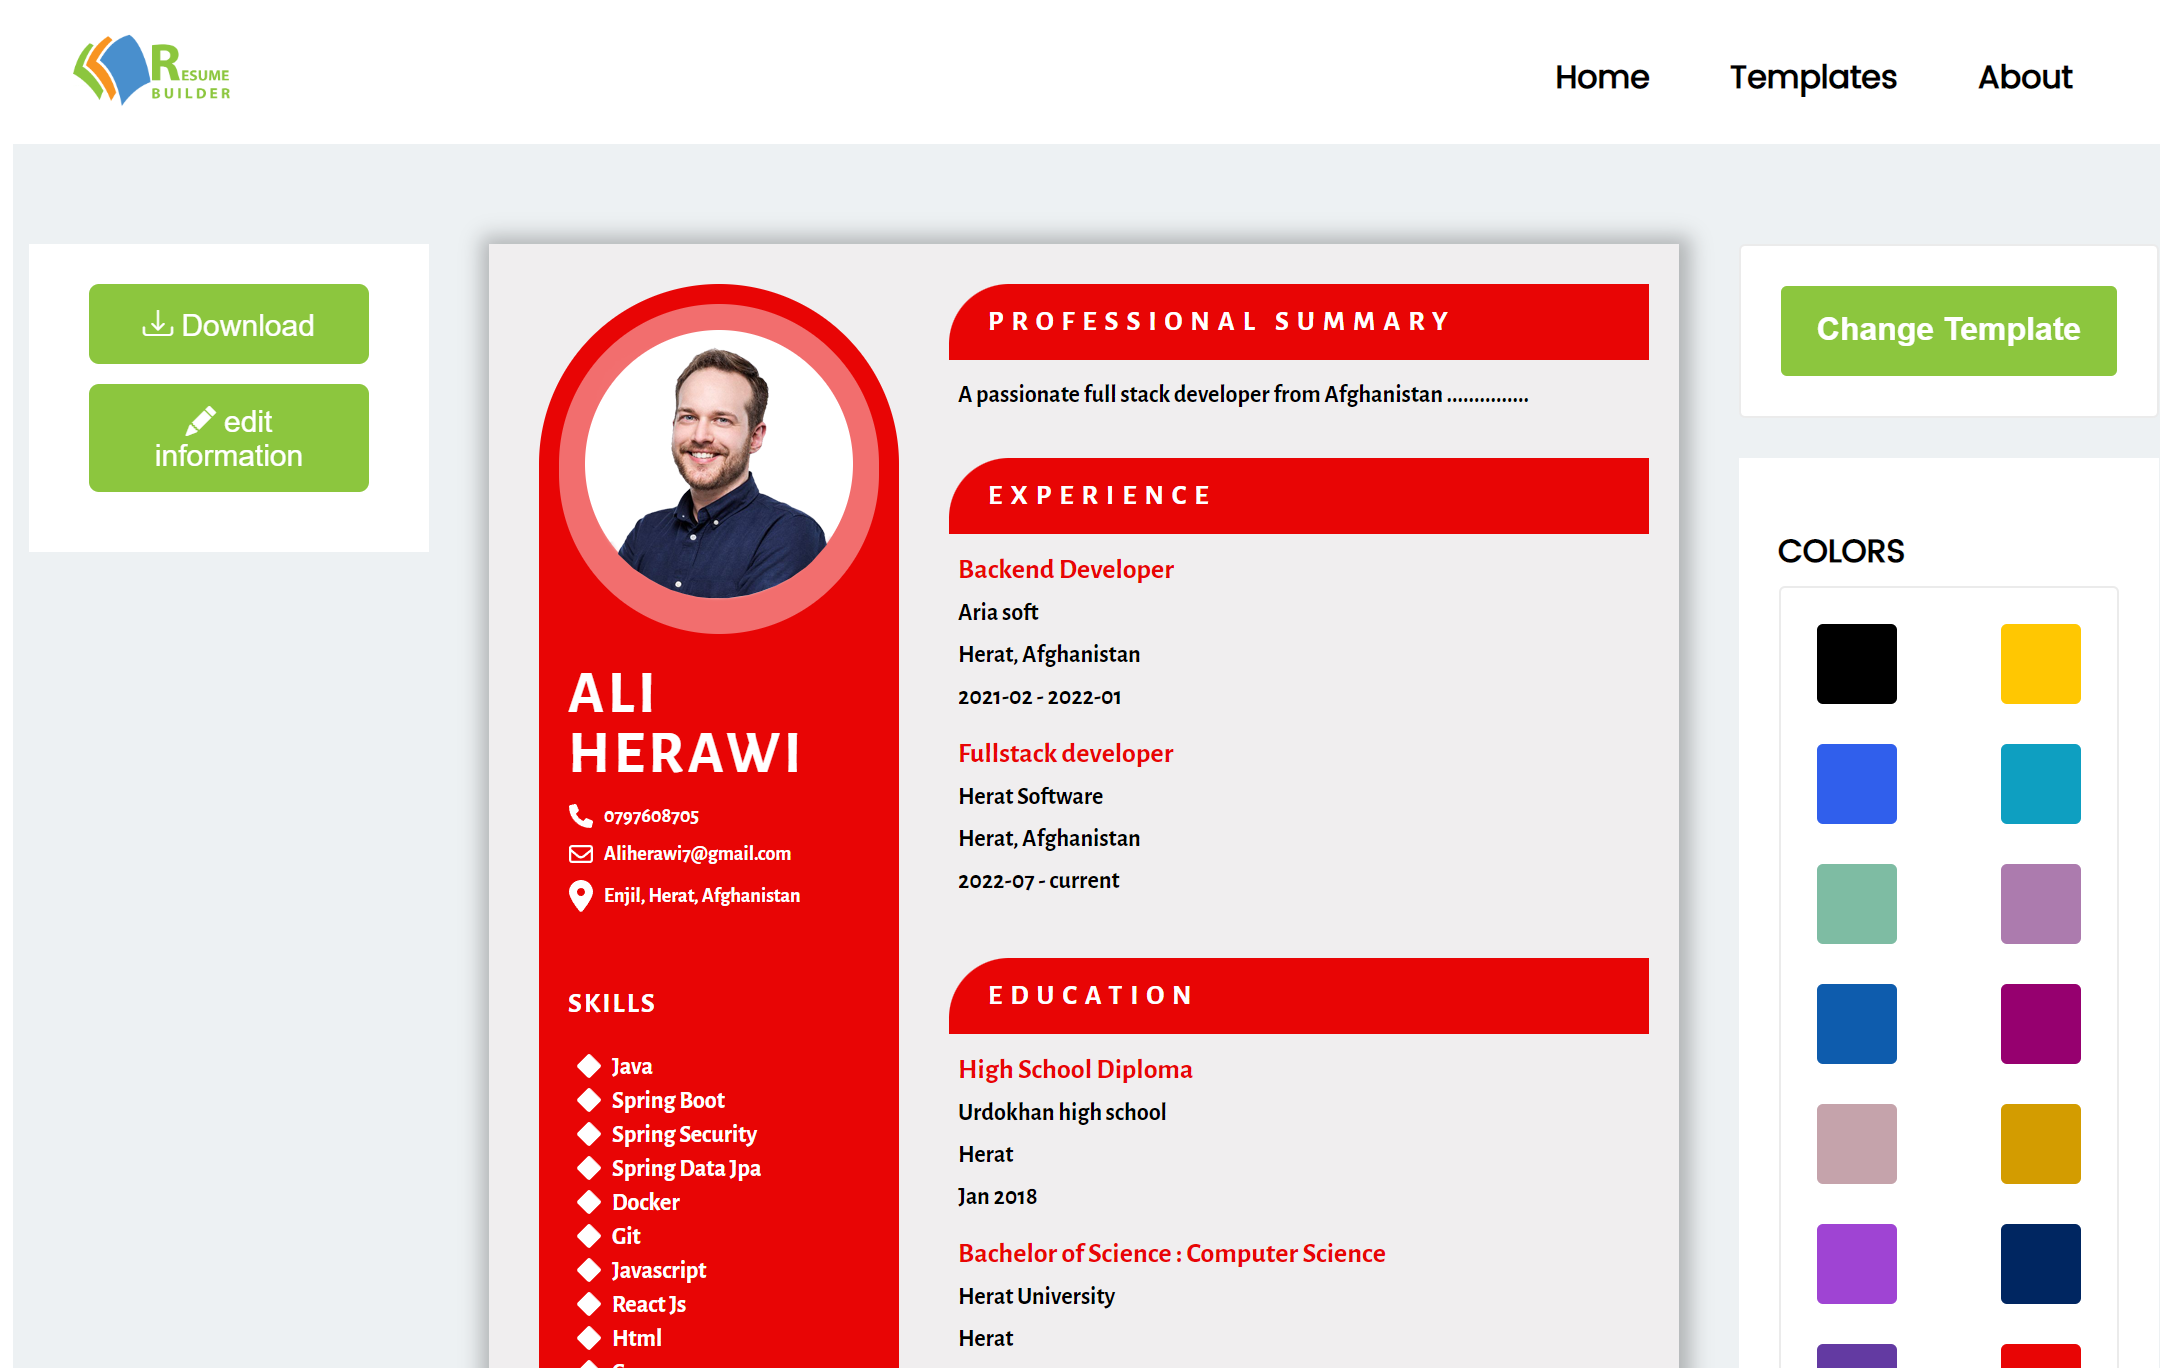 RESUME
BUILDER
Home
Templates
About
Download
edit
information
ALI
HERAWI
0797608705
Aliherawi7@gmail.com
Enjil, Herat, Afghanistan
SKILLS
Java
Spring Boot
Spring Security
Spring Data Jpa
Docker
Git
Javascript
React Js
Html
PROFESSIONAL SUMMARY
A passionate full stack developer from Afghanistan ...............
EXPERIENCE
Backend Developer
Aria soft
Herat, Afghanistan
2021-02 - 2022-01
Fullstack developer
Herat Software
Herat, Afghanistan
2022-07 - current
EDUCATION
High School Diploma
Urdokhan high school
Herat
Jan 2018
Bachelor of Science : Computer Science
Herat University
Herat
Change Template
COLORS